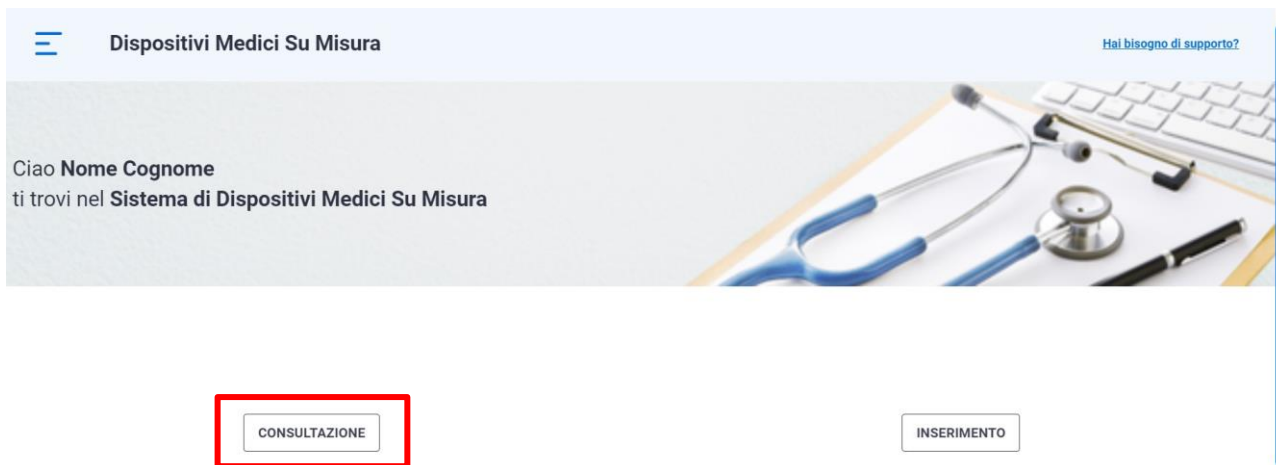 Dispositivi Medici Su Misura
Hai bisogno di supporto?
Ciao Nome Cognome
ti trovi nel Sistema di Dispositivi Medici Su Misura
CONSULTAZIONE
INSERIMENTO